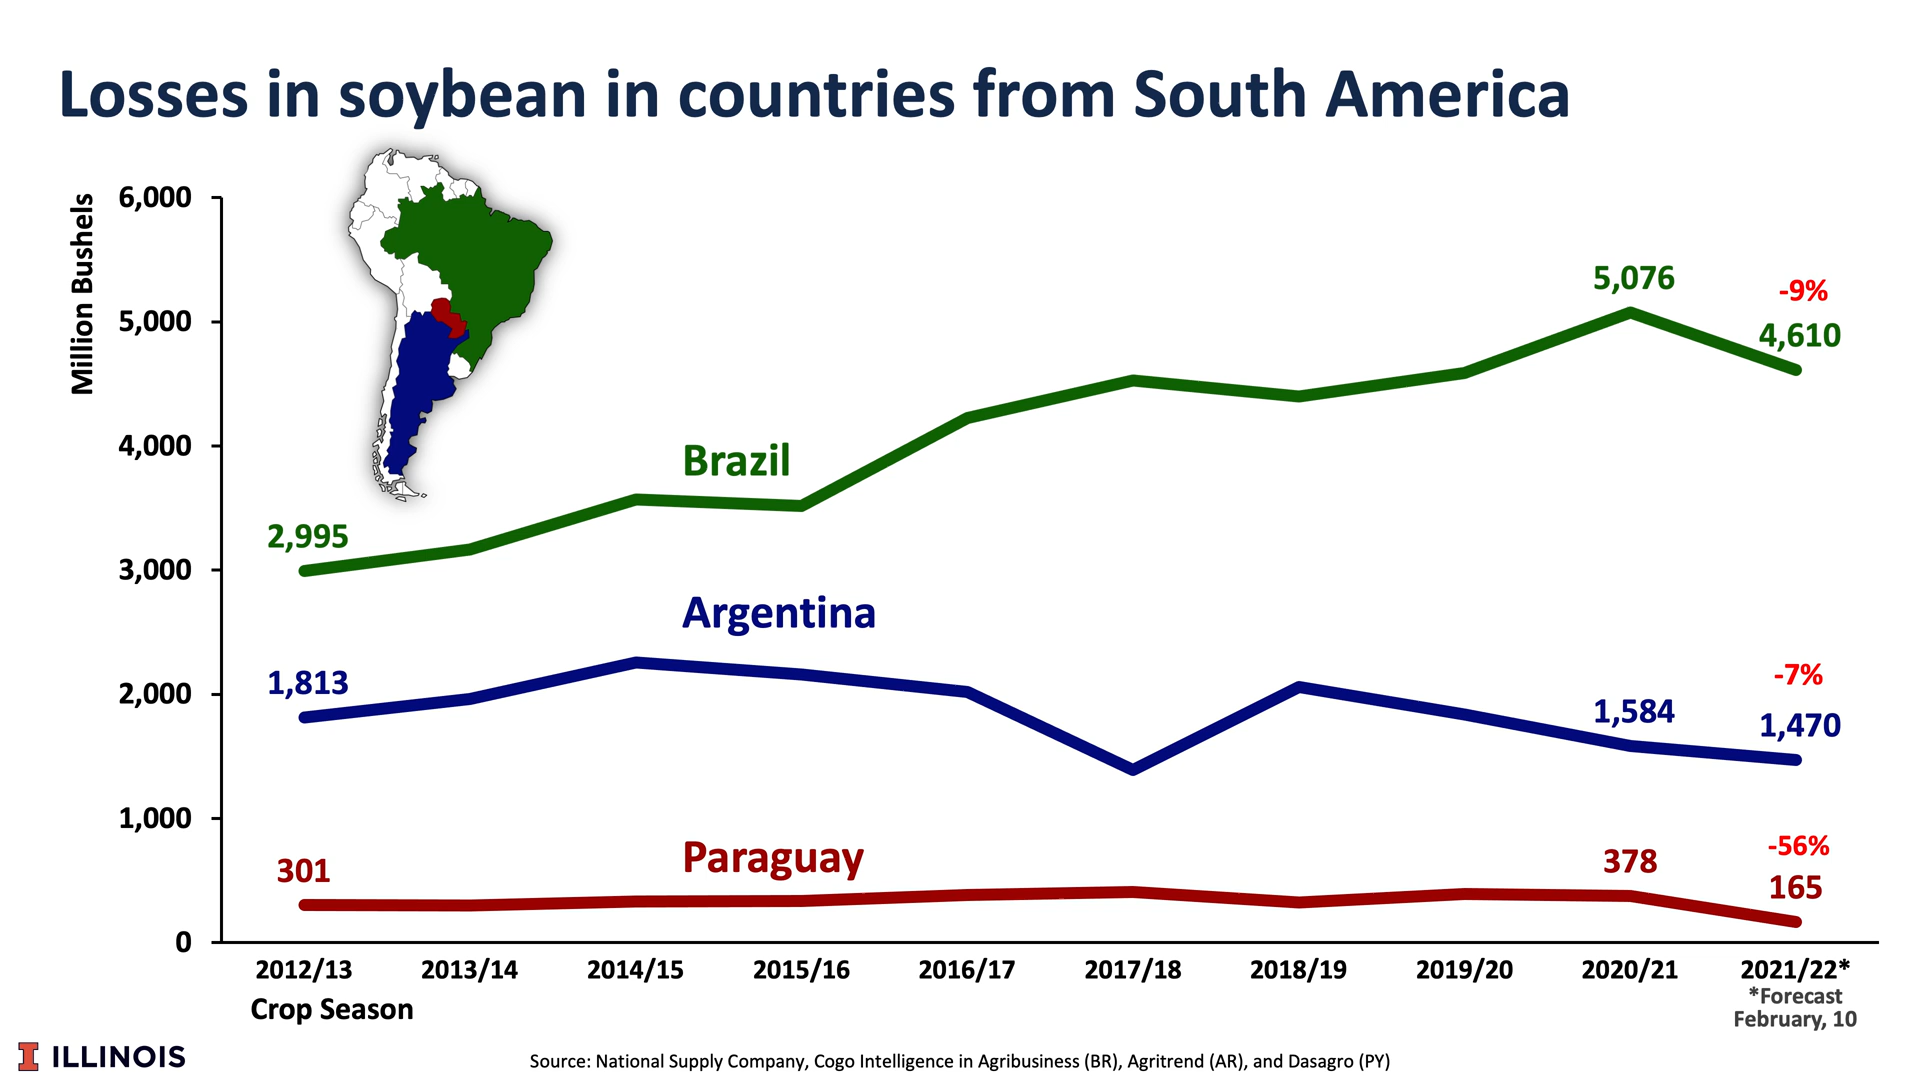 Losses in soybean in countries from South America
Million Bushels
6,000
5,000
4,000
3,000
2,000
1,000
0
Brazil
2,995
5,076
-9%
4,610
Argentina
1,813
1,584
-7%
1,470
Paraguay
301
378
-56%
165
2012/13 2013/14 2014/15 2015/16 2016/17 2017/18 2018/19 2019/20 2020/21 2021/22*
Crop Season
*Forecast
February, 10
I ILLINOIS
Source: National Supply Company, Cogo Intelligence in Agribusiness (BR), Agritrend (AR), and Dasagro (PY)